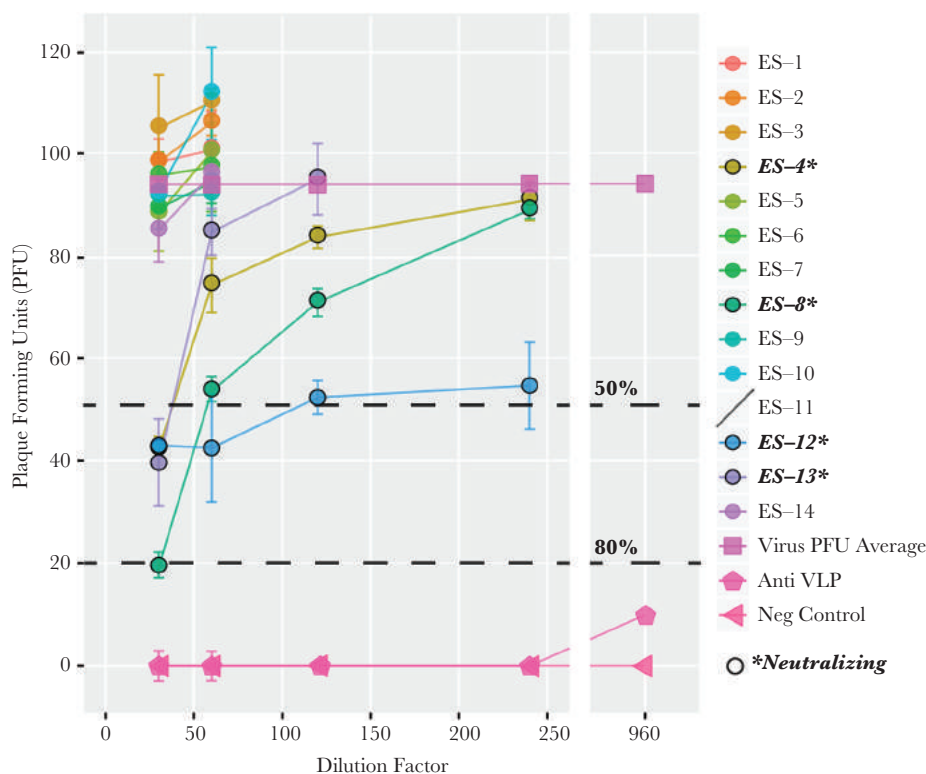 120
100
80
60
40
20
0
Plaque Forming Units (PFU)
50%
80%
0
50
100
150
200
250
960
Dilution Factor
ES–1
ES–2
ES–3
ES–4*
ES–5
ES–6
ES–7
ES–8*
ES–9
ES–10
ES–11
ES–12*
ES–13*
ES–14
Virus PFU Average
Anti VLP
Neg Control
*Neutralizing